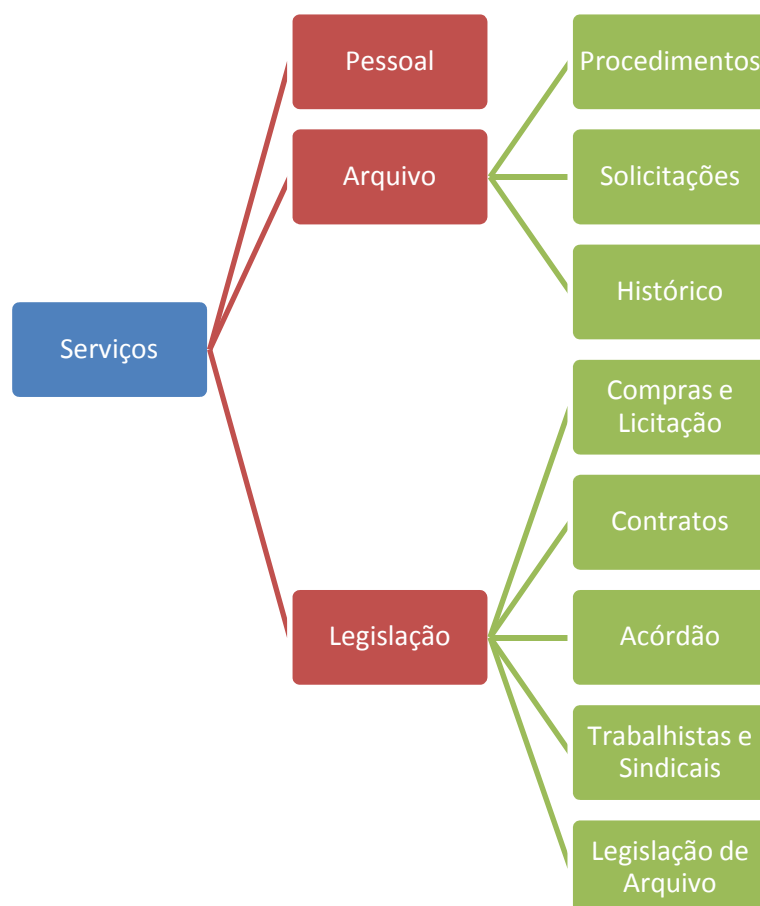 Serviços
Pessoal
Arquivo
Procedimentos
Solicitações
Histórico
Legislação
Compras e
Licitação
Contratos
Acórdão
Trabalhistas e
Sindicais
Legislação de
Arquivo